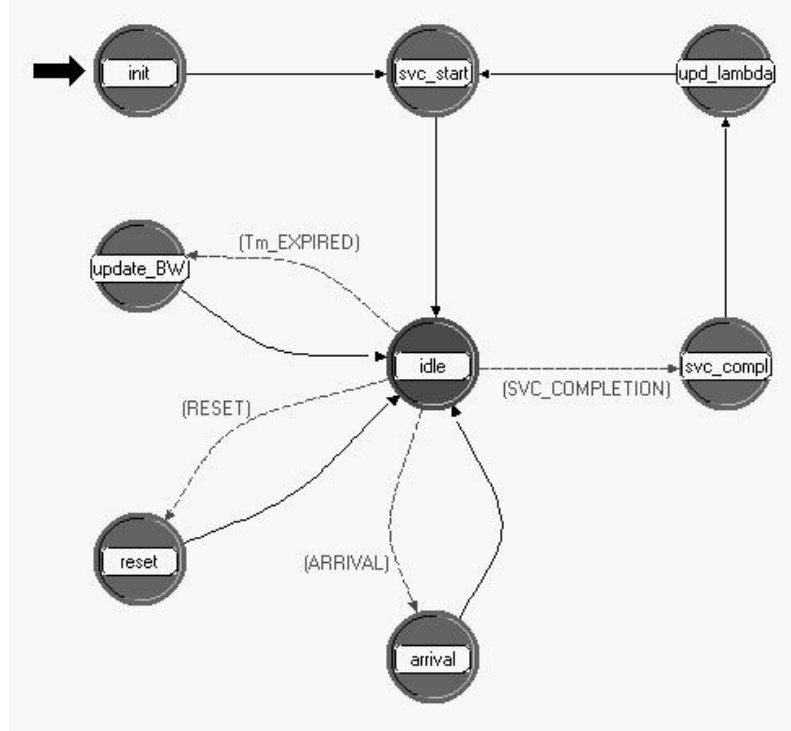 init
svc_start
upd_lambda
(Tm_EXPIRED)
update_BW
idle
svc_compl
(SVC_COMPLETION)
(RESET)
reset
(ARRIVAL)
arrival